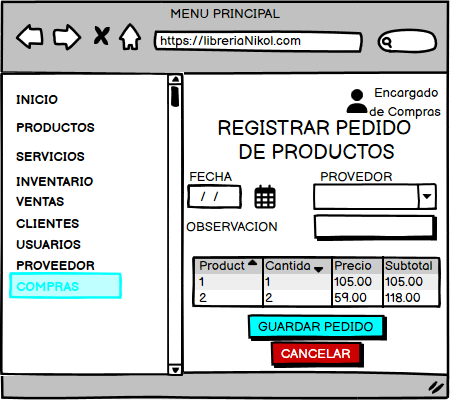 MENU PRINCIPAL
https://libreriaNikol.com
INICIO
PRODUCTOS
SERVICIOS
INVENTARIO
VENTAS
CLIENTES
USUARIOS
PROVEEDOR
COMPRAS
Encargado
de Compras
REGISTRAR PEDIDO
DE PRODUCTOS
FECHA PROVEDOR
/ /
OBSERVACION
Product Cantida Precio Subtotal
1 1 105.00 105.00
2 2 59.00 118.00
GUARDAR PEDIDO
CANCELAR